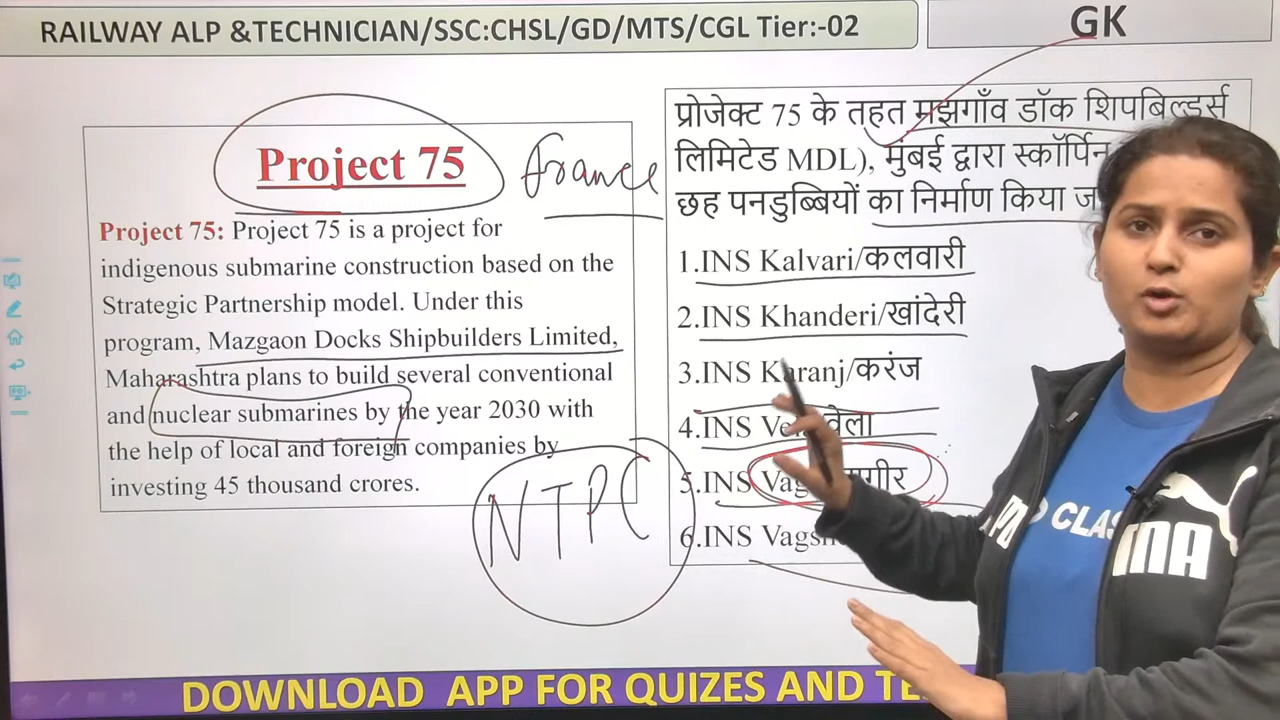 RAILWAY ALP &TECHNICIAN/SSC:CHSL/GD/MTS/CGL Tier:-02
GK
Project 75
france
Project 75: Project 75 is a project for
indigenous submarine construction based on the
Strategic Partnership model. Under this
program, Mazgaon Docks Shipbuilders Limited,
Maharashtra plans to build several conventional
and nuclear submarines by the year 2030 with
the help of local and foreign companies by
investing 45 thousand crores.
NTPC
प्रोजेक्ट 75 के तहत मझगाँव डॉक शिपबिल्डर्स
लिमिटेड MDL), मुंबई द्वारा स्कॉर्पिन
छह पनडुब्बियों का निर्माण किया
1.INS Kalvari/कलवारी
2.INS Khanderi/खांदेरी
3.INS Karanj/करंज
4.INS वेला
5.INS
6.INS
CLAS
PUMA
DOWNLOAD APP FOR QUIZES AND